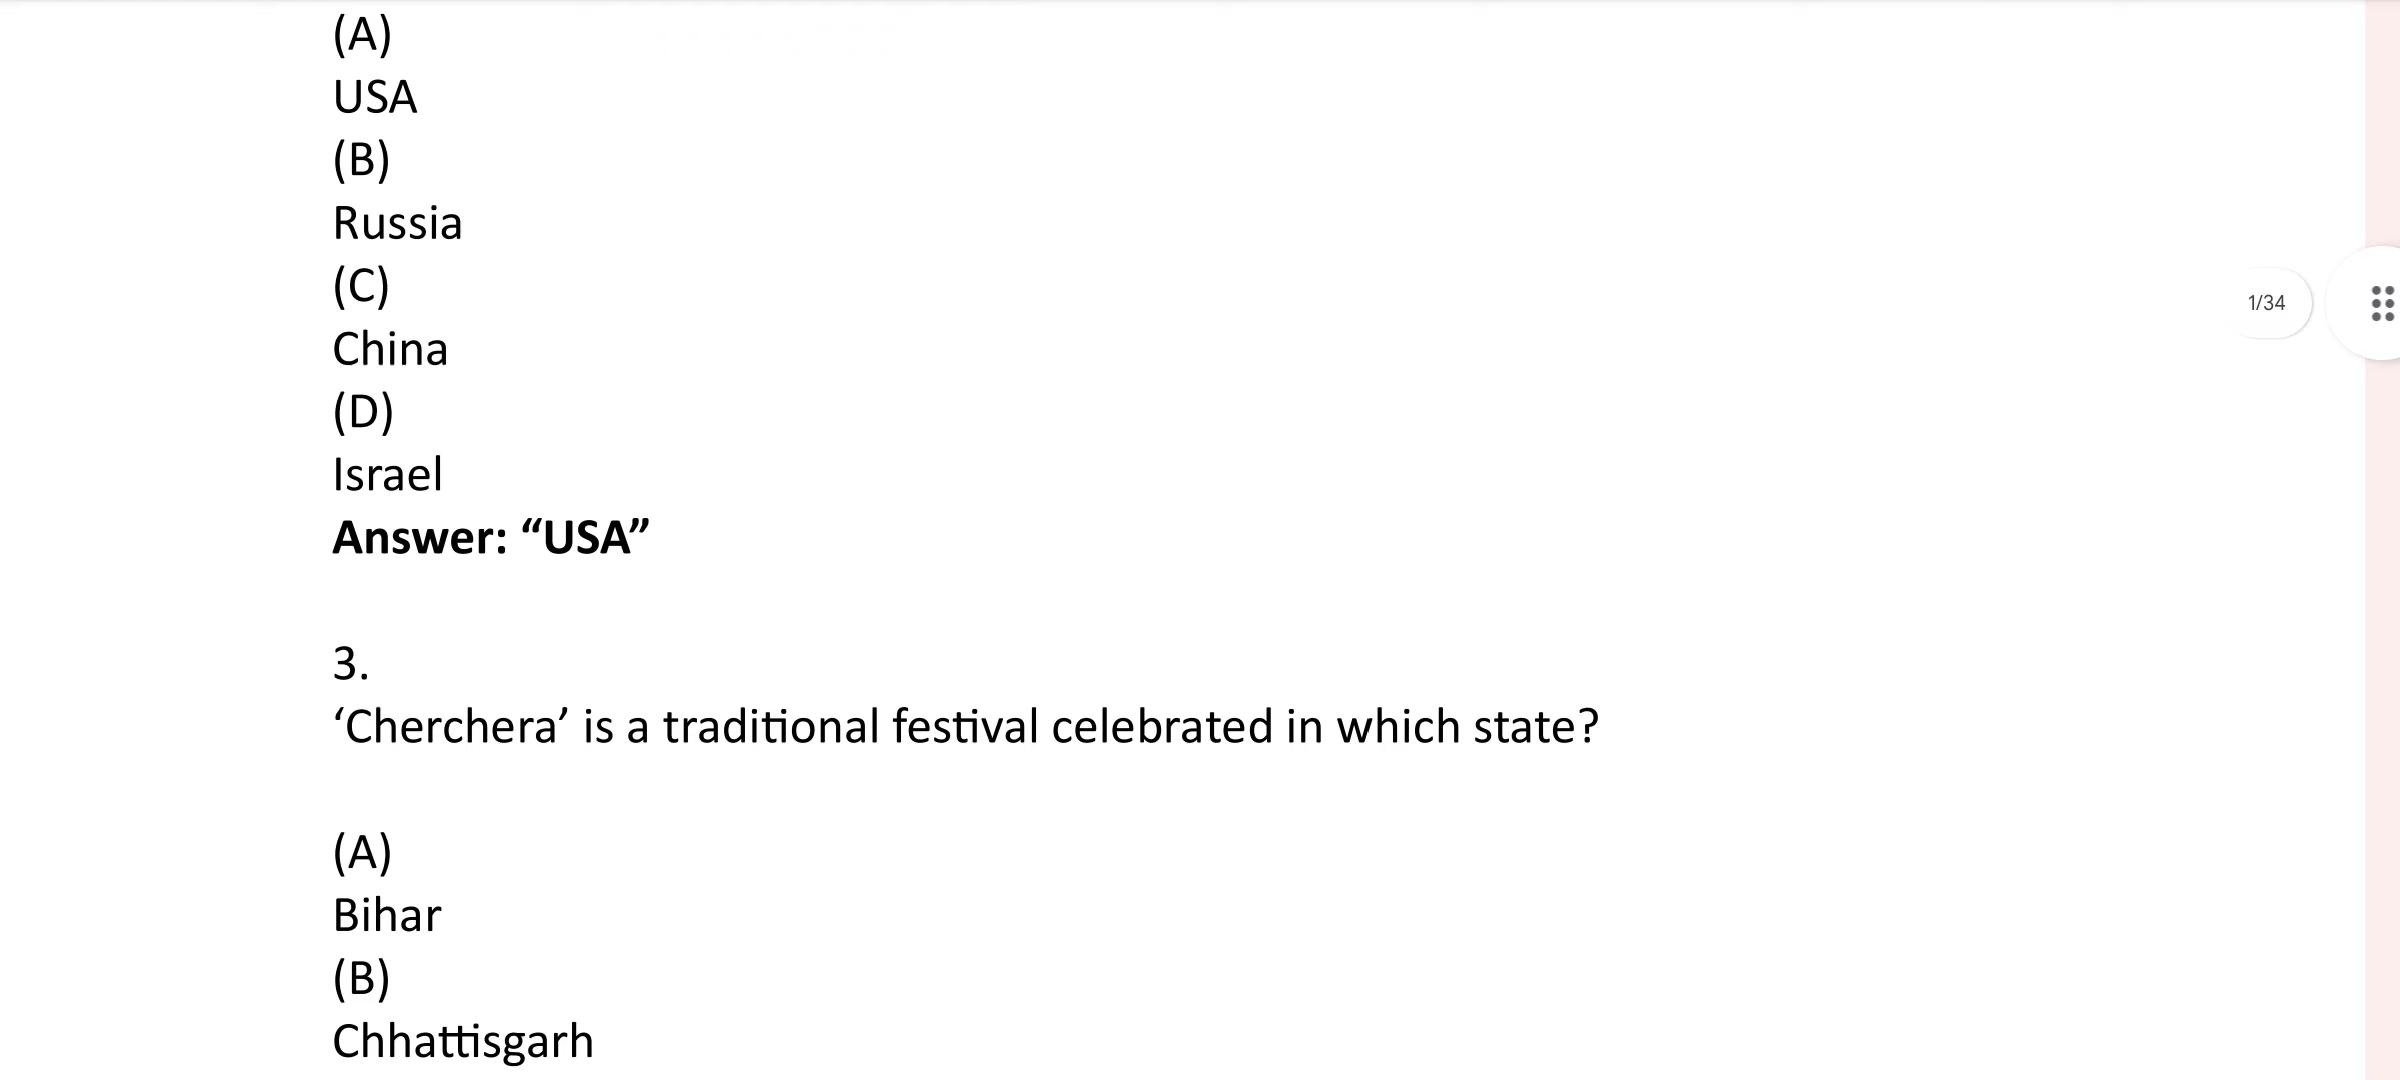 (A)
USA
(B)
Russia
(C)
China
(D)
Israel
Answer: “USA”
3.
‘Cherchera’ is a traditional festival celebrated in which state?
(A)
Bihar
(B)
Chhattisgarh
1/34